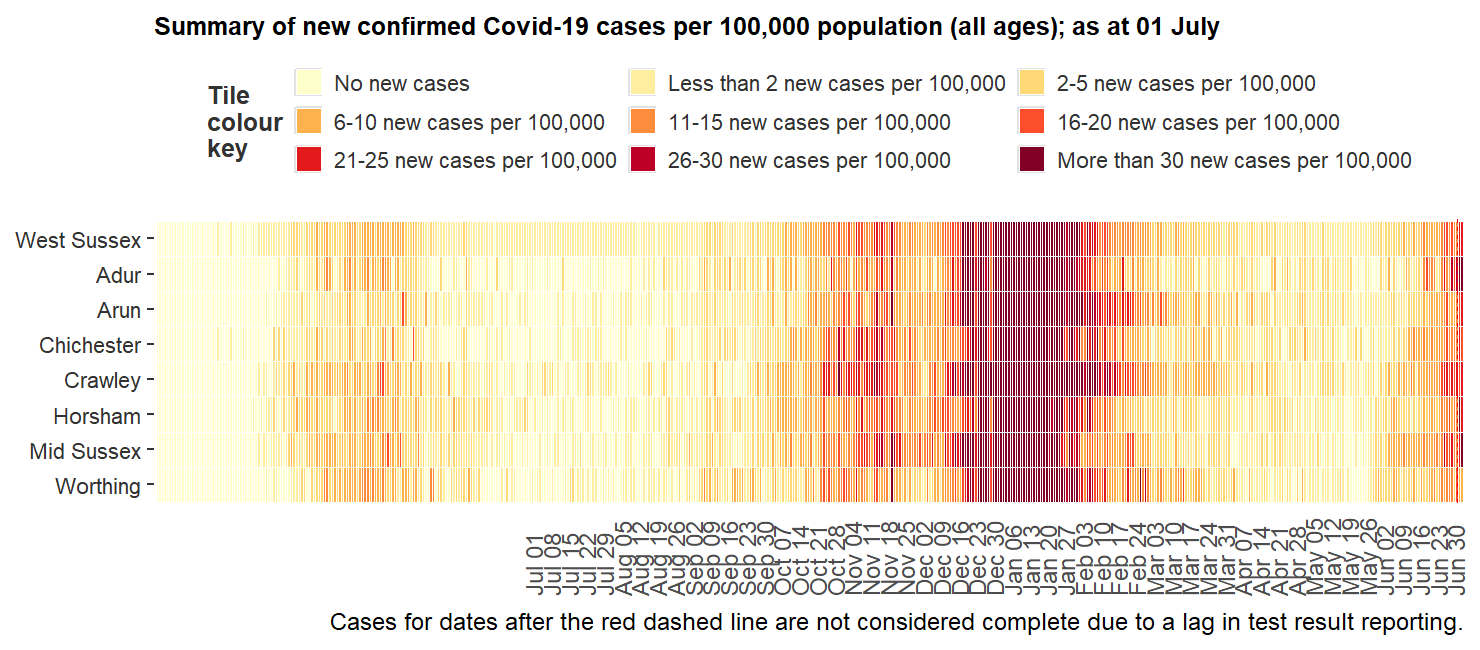 Summary of new confirmed Covid-19 cases per 100,000 population (all ages); as at 01 July
Tile
colour
key
No new cases
Less than 2 new cases per 100,000
2-5 new cases per 100,000
6-10 new cases per 100,000
11-15 new cases per 100,000
16-20 new cases per 100,000
21-25 new cases per 100,000
26-30 new cases per 100,000
More than 30 new cases per 100,000
West Sussex
Adur
Arun
Chichester
Crawley
Horsham
Mid Sussex
Worthing
Jul 01
Jul 08
Jul 15
Jul 22
Jul 29
Aug 05
Aug 12
Aug 19
Aug 26
Sep 02
Sep 09
Sep 16
Sep 23
Sep 30
Oct 07
Oct 14
Oct 21
Oct 28
Nov 04
Nov 11
Nov 18
Nov 25
Dec 02
Dec 09
Dec 16
Dec 23
Dec 30
Jan 06
Jan 13
Jan 20
Jan 27
Feb 03
Feb 10
Feb 17
Feb 24
Mar 03
Mar 10
Mar 17
Mar 24
Mar 31
Apr 07
Apr 14
Apr 21
Apr 28
May 05
May 12
May 19
May 26
Jun 02
Jun 09
Jun 16
Jun 23
Jun 30
Cases for dates after the red dashed line are not considered complete due to a lag in test result reporting.